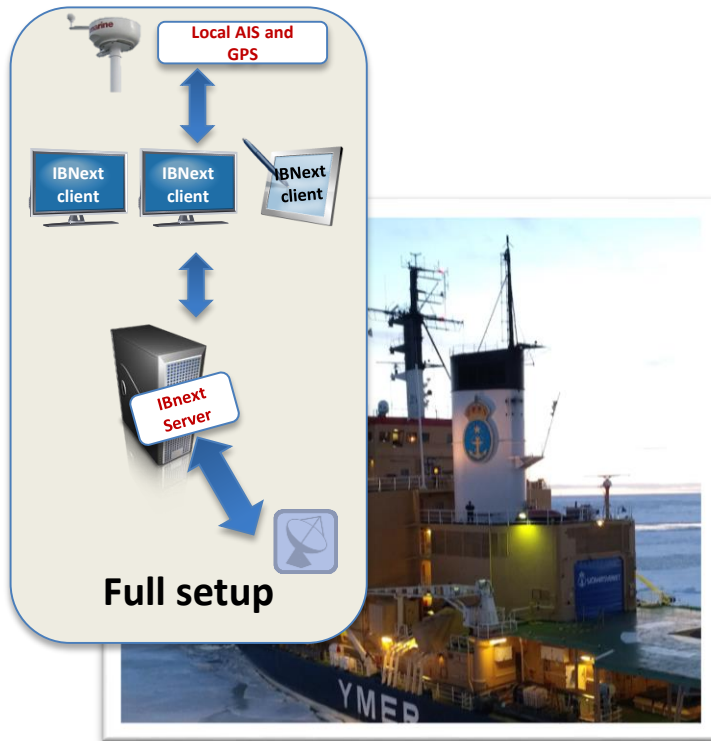 Local AIS and
GPS
IBNext
client
IBNext
client
IBNext
client
IBnext
Server
Full setup
YMER